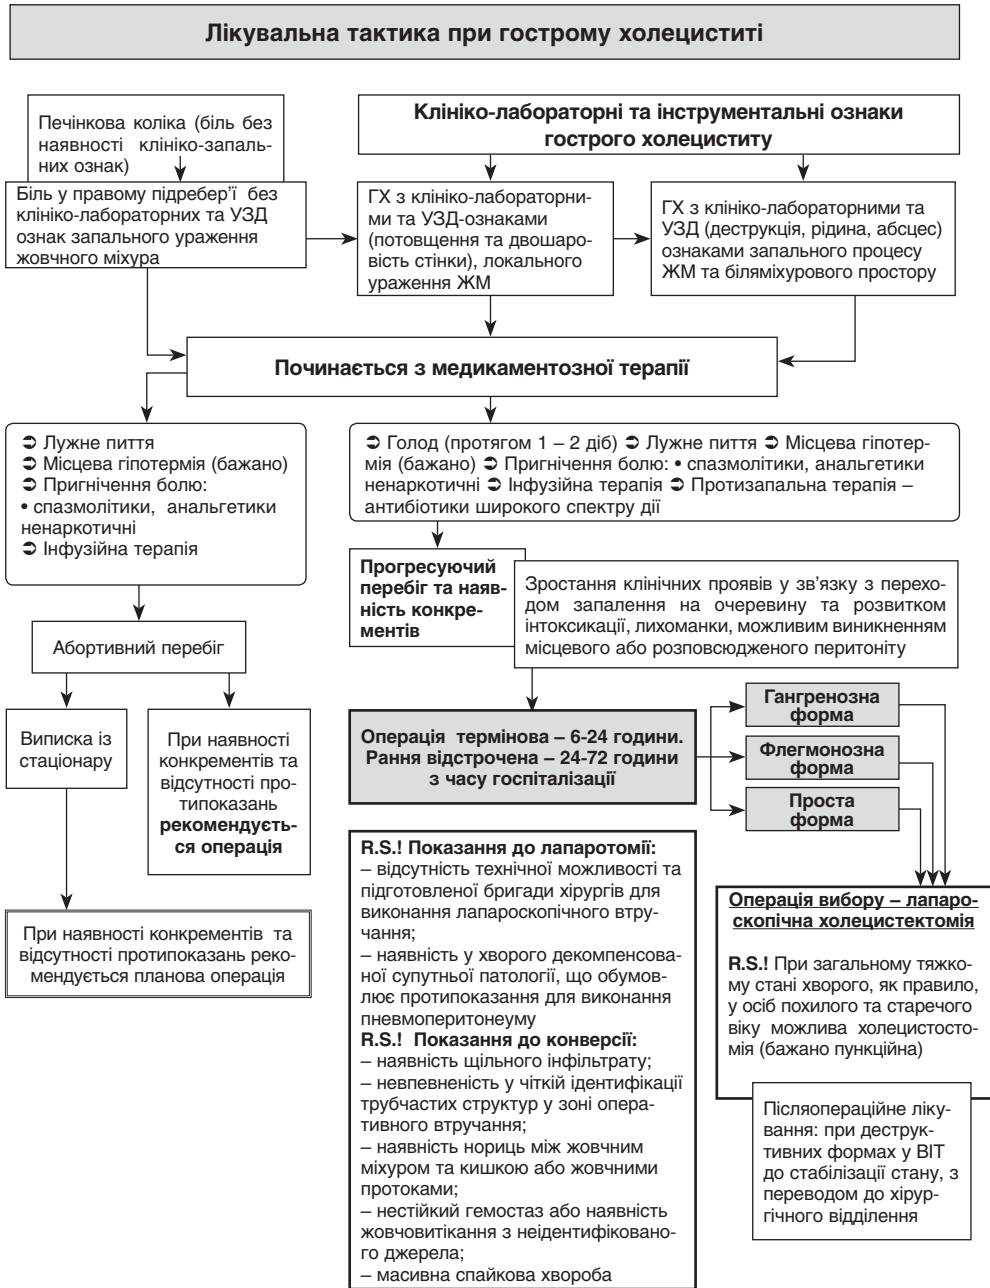 Лікувальна тактика при гострому холециститі
Печінкова коліка (біль без
наявності клініко-запаль-
них ознак)
Клініко-лабораторні та інструментальні ознаки
гострого холециститу
Біль у правому підребер’ї без
клініко-лабораторних та УЗД
ознак запального ураження
жовчного міхура
ГХ з клініко-лабораторни-
ми та УЗД-ознаками
(потовщення та двошаро-
вість стінки), локального
ураження ЖМ
ГХ з клініко-лабораторними та
УЗД (деструкція, рідина, абсцес)
ознаками запального процесу
ЖМ та біляміхурового простору
Починається з медикаментозної терапії
➲ Лужне пиття
➲ Місцева гіпотермія (бажано)
➲ Пригнічення болю:
• спазмолітики, анальгетики
ненаркотичні
➲ Інфузійна терапія
➲ Голод (протягом 1 – 2 діб) ➲ Лужне пиття ➲ Місцева гіпотер-
мія (бажано) ➲ Пригнічення болю: • спазмолітики, анальгетики
ненаркотичні ➲ Інфузійна терапія ➲ Протизапальна терапія –
антибіотики широкого спектру дії
Прогресуючий
перебіг та наяв-
ність конкре-
ментів
Зростання клінічних проявів у зв’язку з перехо-
дом запалення на очеревину та розвитком
інтоксикації, лихоманки, можливим виникненням
місцевого або розповсюдженого перитоніту
Абортивний перебіг
Виписка із
стаціонару
При наявності
конкрементів та
відсутності про-
типоказань
рекомендуєть-
ся операція
При наявності конкрементів та
відсутності протипоказань реко-
мендується планова операція
Операція термінова – 6-24 години.
Рання відстрочена – 24-72 години
з часу госпіталізації
Гангренозна
форма
Флегмонозна
форма
Проста
форма
R.S.! Показання до лапаротомії:
– відсутність технічної можливості та
підготовленої бригади хірургів для
виконання лапароскопічного втру-
чання;
– наявність у хворого декомпенсова-
ної супутньої патології, що обумов-
лює протипоказання для виконання
пневмоперитонеуму
R.S.! Показання до конверсії:
– наявність щільного інфільтрату;
– невпевненість у чіткій ідентифікації
трубчастих структур у зоні опера-
тивного втручання;
– наявність нориць між жовчним
міхуром та кишкою або жовчними
протоками;
– нестійкий гемостаз або наявність
жовчовитікання з неідентифіковано-
го джерела;
– масивна спайкова хвороба
Операція вибору – лапаро-
скопічна холецистектомія
R.S.! При загальному тяжко-
му стані хворого, як правило,
у осіб похилого та старечого
віку можлива холецистосто-
мія (бажано пункційна)
Післяопераційне ліку-
вання: при деструк-
тивних формах у ВІТ
до стабілізації стану, з
переводом до хірур-
гічного відділення